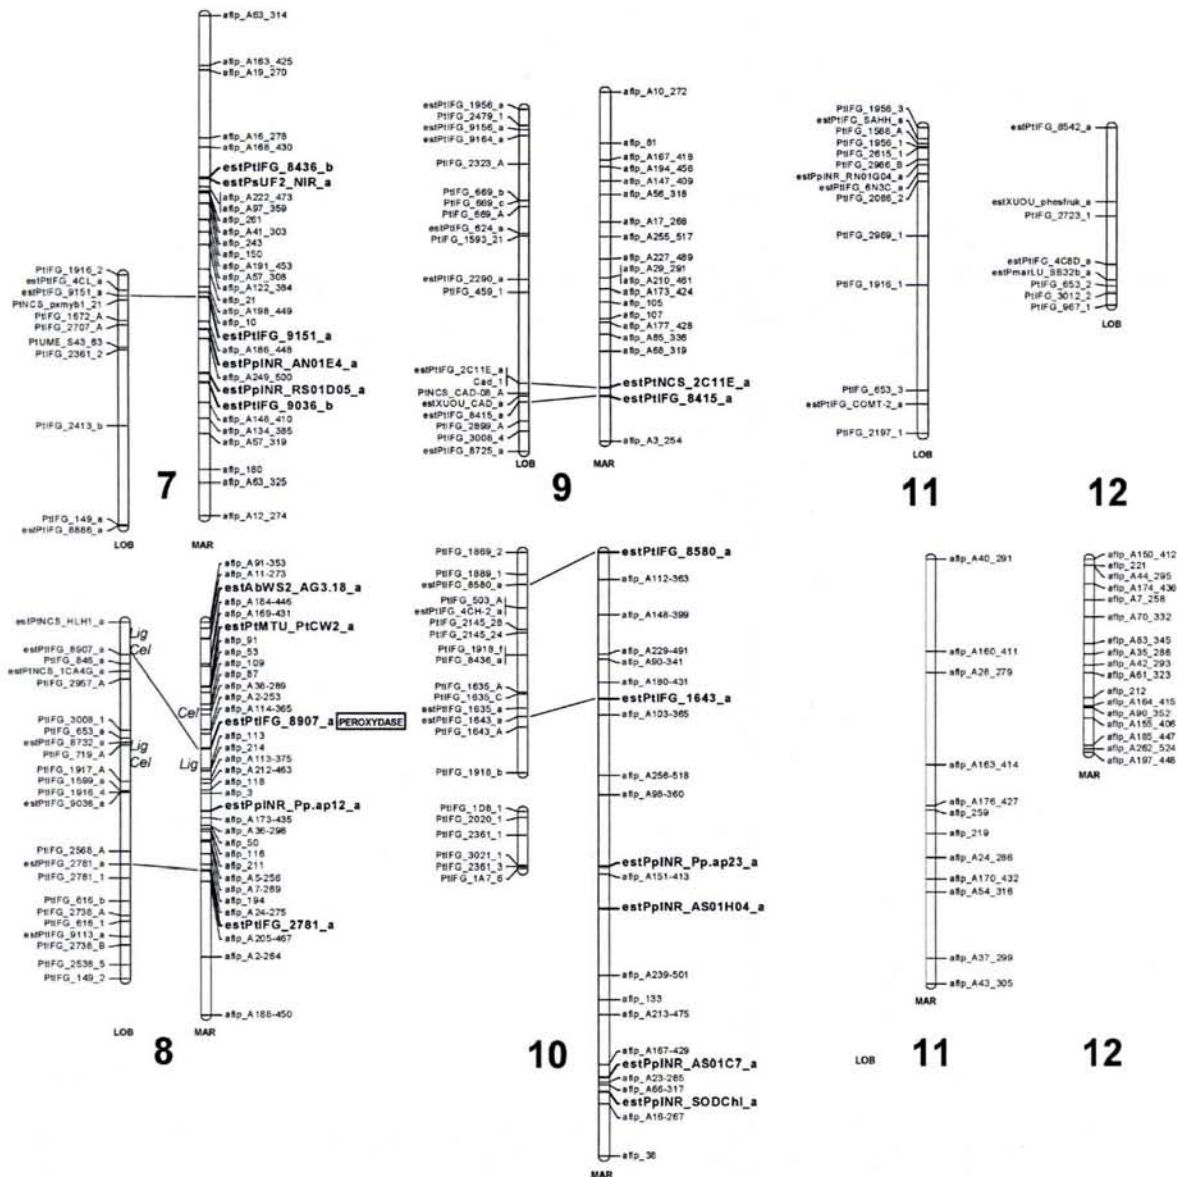 aflp_A63_314
aflp_A163_425
aflp_A19_270
aflp_A16_278
aflp_A168_430
estPtIFG_8436_b
estPsUF2_NIR_a
aflp_A222_473
aflp_A97_359
aflp_261
aflp_A41_303
aflp_243
aflp_150
aflp_A191_453
aflp_A57_308
aflp_A122_384
aflp_21
aflp_A198_449
aflp_10
estPtIFG_9151_a
aflp_A186_448
estPpINR_AN01E4_a
aflp_A249_500
estPpINR_RS01D05_a
estPtIFG_9036_b
aflp_A148_410
aflp_A134_385
aflp_A57_319
aflp_180
aflp_A63_325
aflp_A12_274
PtIFG_1916_2
estPtIFG_4CL_a
estPtIFG_9151_a
PtNCS_pxmyb1_21
PtIFG_1672_A
PtIFG_2707_A
PtUME_S43_63
PtIFG_2361_2
PtIFG_2413_b
PtIFG_149_a
estPtIFG_8886_a
LOB
MAR
7
estPtIFG_1956_a
PtIFG_2479_1
estPtIFG_9156_a
estPtIFG_9164_a
PtIFG_2323_A
PtIFG_669_b
PtIFG_669_c
PtIFG_669_A
estPtIFG_624_a
PtIFG_1593_21
estPtIFG_2290_a
PtIFG_459_1
estPtIFG_2C11E_a
Cad_1
PtNCS_CAD-08_A
estXUOU_CAD_a
estPtIFG_8415_a
PtIFG_2899_A
PtIFG_3008_4
estPtIFG_8725_a
LOB
aflp_A10_272
aflp_81
aflp_A167_418
aflp_A194_456
aflp_A147_409
aflp_A56_318
aflp_A17_268
aflp_A255_517
aflp_A227_489
aflp_A29_291
aflp_A210_461
aflp_A173_424
aflp_105
aflp_107
aflp_A177_428
aflp_A85_336
aflp_A68_319
estPtNCS_2C11E_a
estPtIFG_8415_a
aflp_A3_254
MAR
9
PtIFG_1956_3
estPtIFG_SAHH_a
PtIFG_1588_A
PtIFG_1956_1
PtIFG_2615_1
PtIFG_2986_B
estPpINR_RN01G04_a
estPtIFG_6N3C_a
PtIFG_2086_2
PtIFG_2969_1
PtIFG_1916_1
PtIFG_653_3
estPtIFG_COMT-2_a
PtIFG_2197_1
LOB
11
estPtIFG_8542_a
estXUDU_phosfruk_a
PtIFG_2723_1
estPtIFG_4C8D_a
estPmarLU_SB32b_a
PtIFG_653_2
PtIFG_3012_2
PtIFG_967_1
LOB
12
estPtNCS_HLH1_a
estPtIFG_8907_a
PtIFG_846_a
estPtNCS_1CA4G_a
PtIFG_2957_A
PtIFG_3008_1
PtIFG_653_a
estPtIFG_8732_a
PtIFG_719_A
PtIFG_1917_A
PtIFG_1599_a
PtIFG_1916_4
estPtIFG_9036_a
PtIFG_2568_A
estPtIFG_2781_a
PtIFG_2781_1
PtIFG_616_b
PtIFG_2738_A
PtIFG_616_1
estPtIFG_9113_a
PtIFG_2738_B
PtIFG_2538_5
PtIFG_149_2
LOB
Lig
Cel
Lig
Cel
Cel
Lig
aflp_A91-353
aflp_A11-273
estAbWS2_AG3.18_a
aflp_A184-446
aflp_A169-431
estPtMTU_PtCW2_a
aflp_91
aflp_53
aflp_109
aflp_87
aflp_A36-289
aflp_A2-253
aflp_A114-365
estPtIFG_8907_a PEROXYDASE
aflp_113
aflp_214
aflp_A113-375
aflp_A212-463
aflp_118
aflp_3
estPpINR_Pp.ap12_a
aflp_A173-435
aflp_A36-298
aflp_50
aflp_116
aflp_211
aflp_A5-256
aflp_A7-269
aflp_194
aflp_A24-275
estPtIFG_2781_a
aflp_A205-467
aflp_A2-264
aflp_A188-450
MAR
8
PtIFG_1869_2
PtIFG_1889_1
estPtIFG_8580_a
PtIFG_503_A
estPtIFG_4CH-2_a
PtIFG_2145_28
PtIFG_2145_24
PtIFG_1918_f
PtIFG_8436_a
PtIFG_1635_A
PtIFG_1635_C
estPtIFG_1635_a
estPtIFG_1643_a
PtIFG_1643_A
PtIFG_1918_b
PtIFG_1D8_1
PtIFG_2020_1
PtIFG_2361_1
PtIFG_3021_1
PtIFG_2361_3
PtIFG_1A7_6
estPtIFG_8580_a
aflp_A112-363
aflp_A148-399
aflp_A229-491
aflp_A90-341
aflp_A180-431
estPtIFG_1643_a
aflp_A103-365
aflp_A256-518
aflp_A98-360
estPpINR_Pp.ap23_a
aflp_A151-413
estPpINR_AS01H04_a
aflp_A239-501
aflp_133
aflp_A213-475
aflp_A167-429
estPpINR_AS01C7_a
aflp_A23-285
aflp_A66-317
estPpINR_SODChl_a
aflp_A16-267
aflp_38
MAR
10
aflp_A40_291
aflp_A160_411
aflp_A28_279
aflp_A163_414
aflp_A176_427
aflp_259
aflp_219
aflp_A24_286
aflp_A170_432
aflp_A54_316
aflp_A37_299
aflp_A43_305
MAR
LOB
11
aflp_A150_412
aflp_221
aflp_A44_295
aflp_A174_436
aflp_A7_258
aflp_A70_332
aflp_A83_345
aflp_A35_286
aflp_A42_293
aflp_A61_323
aflp_212
aflp_A164_415
aflp_A90_352
aflp_A155_406
aflp_A185_447
aflp_A262_524
aflp_A197_448
MAR
12